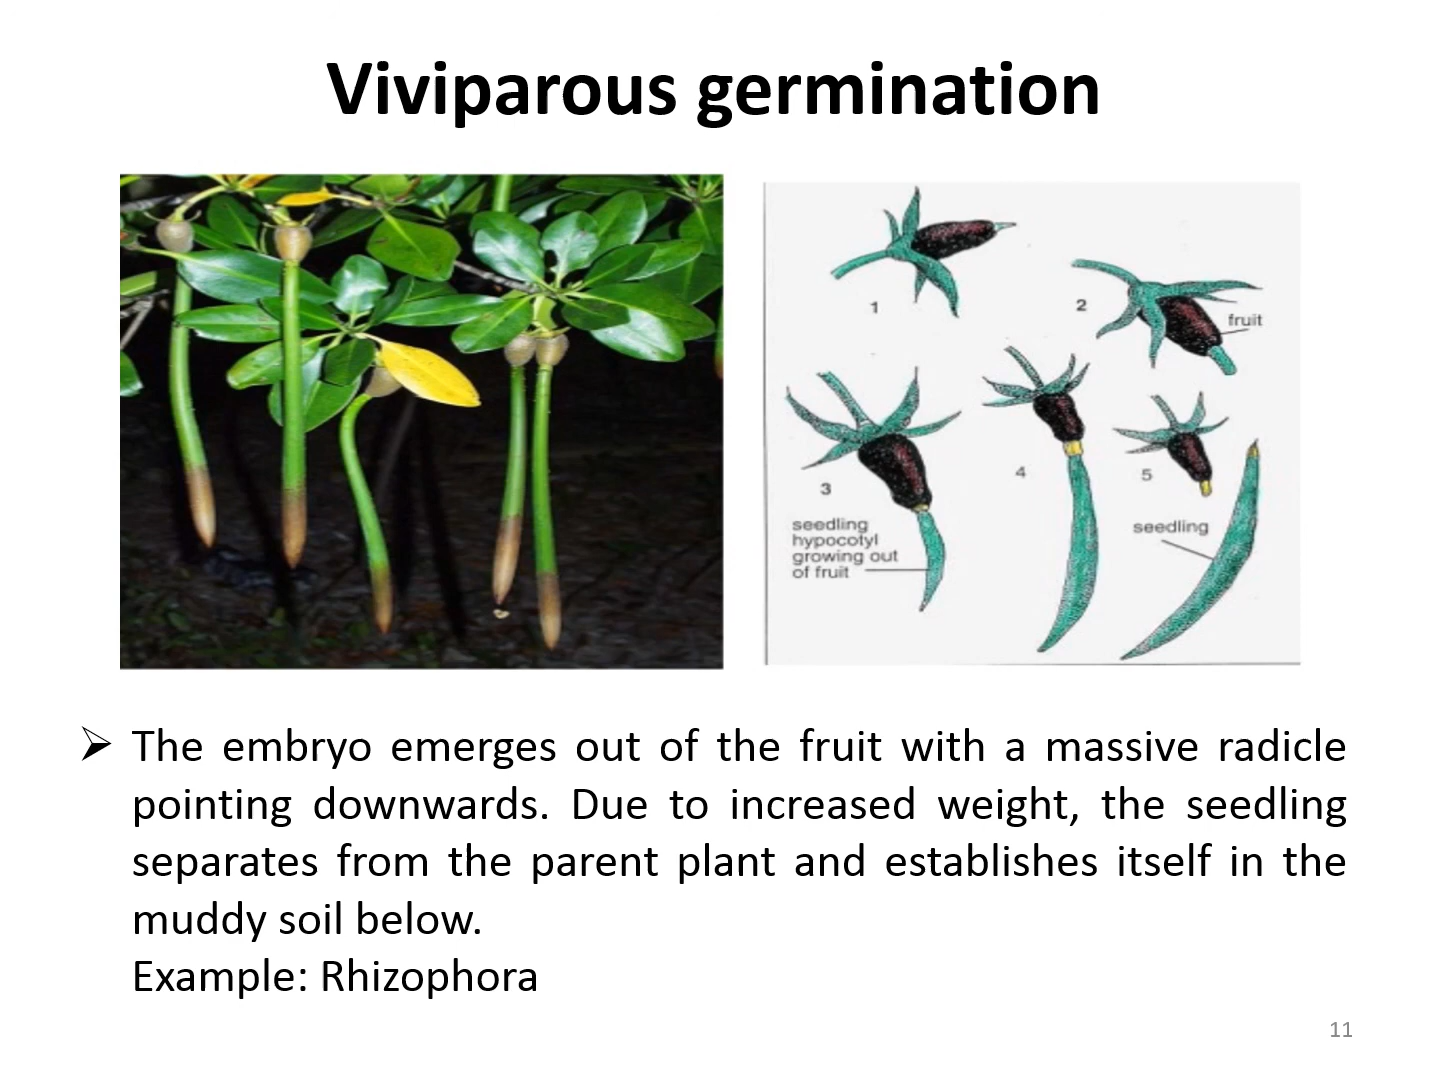 Viviparous germination
1
2
fruit
3
4
5
seedling
hypocotyl
growing out
of fruit
seedling
➢ The embryo emerges out of the fruit with a massive radicle
pointing downwards. Due to increased weight, the seedling
separates from the parent plant and establishes itself in the
muddy soil below.
Example: Rhizophora
11